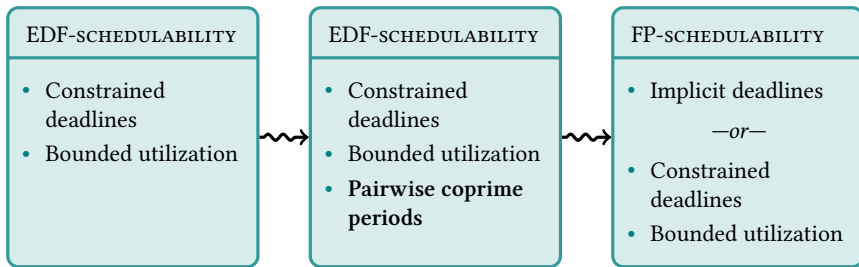 EDF-SCHEDULABILITY
• Constrained
deadlines
• Bounded utilization
EDF-SCHEDULABILITY
• Constrained
deadlines
• Bounded utilization
• Pairwise coprime
periods
FP-SCHEDULABILITY
• Implicit deadlines
—or—
• Constrained
deadlines
• Bounded utilization